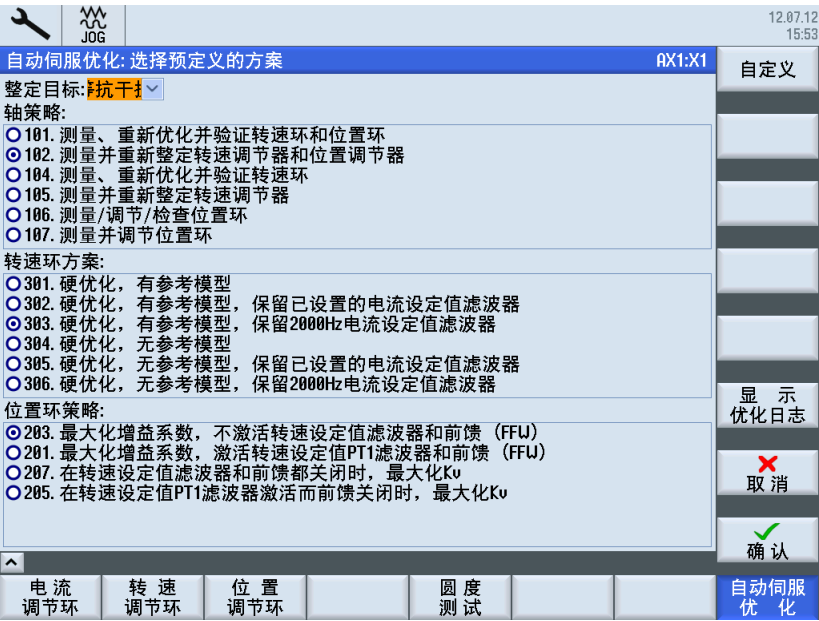 JOG
12.07.12
15:53
自动伺服优化: 选择预定义的方案 AX1:X1
自定义
整定目标:抗干
轴策略:
101. 测量、重新优化并验证转速环和位置环
102. 测量并重新整定转速调节器和位置调节器
104. 测量、重新优化并验证转速环
105. 测量并重新整定转速调节器
106. 测量/调节/检查位置环
107. 测量并调节位置环
转速环方案:
301. 硬优化，有参考模型
302. 硬优化，有参考模型，保留已设置的电流设定值滤波器
303. 硬优化，有参考模型，保留2000Hz电流设定值滤波器
304. 硬优化，无参考模型
305. 硬优化，无参考模型，保留已设置的电流设定值滤波器
306. 硬优化，无参考模型，保留2000Hz电流设定值滤波器
位置环策略:
203. 最大化增益系数，不激活转速设定值滤波器和前馈（FFW）
201. 最大化增益系数，激活转速设定值PT1滤波器和前馈（FFW）
207. 在转速设定值滤波器和前馈都关闭时，最大化Kv
205. 在转速设定值PT1滤波器激活而前馈关闭时，最大化Kv
显 示
优化日志
取 消
确 认
电 流
调节环
转 速
调节环
位 置
调节环
圆 度
测 试
自动伺服
优 化